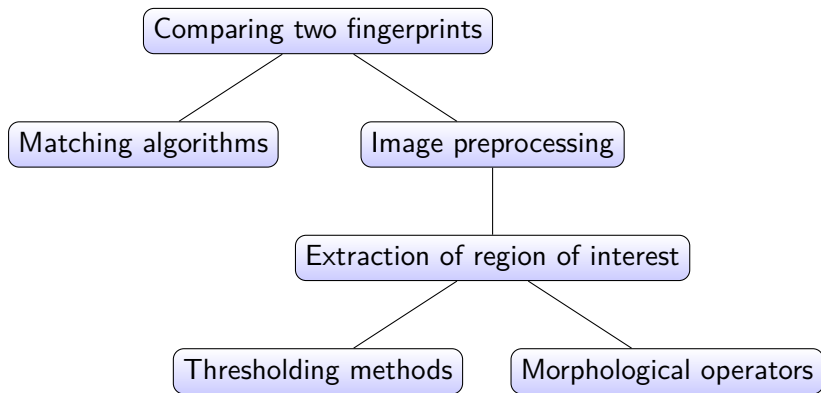 Comparing two fingerprints
Matching algorithms
Image preprocessing
Extraction of region of interest
Thresholding methods
Morphological operators